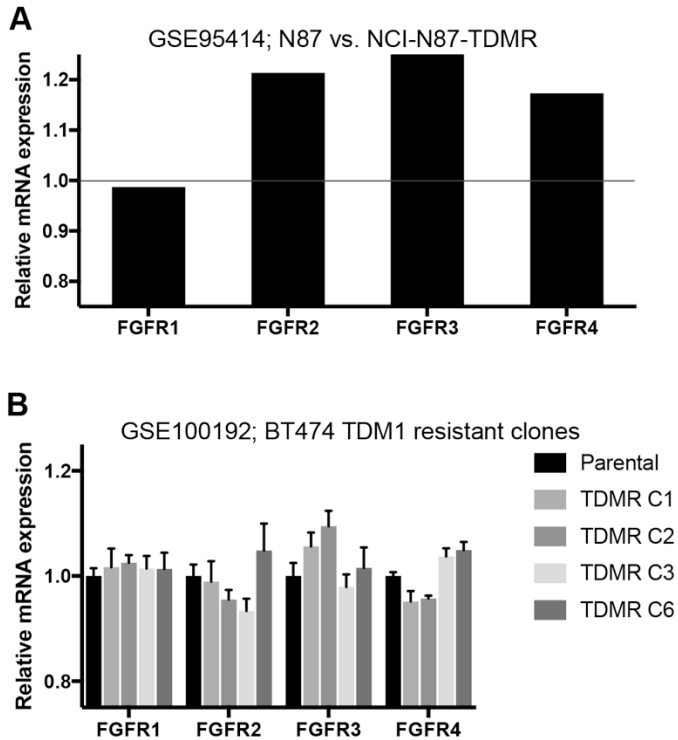 A
GSE95414; N87 vs. NCI-N87-TDMR
Relative mRNA expression
1.2
1.1
1.0
0.9
0.8
FGFR1 FGFR2 FGFR3 FGFR4
B
GSE100192; BT474 TDM1 resistant clones
Relative mRNA expression
1.2
1.0
0.8
FGFR1 FGFR2 FGFR3 FGFR4
Parental
TDMR C1
TDMR C2
TDMR C3
TDMR C6